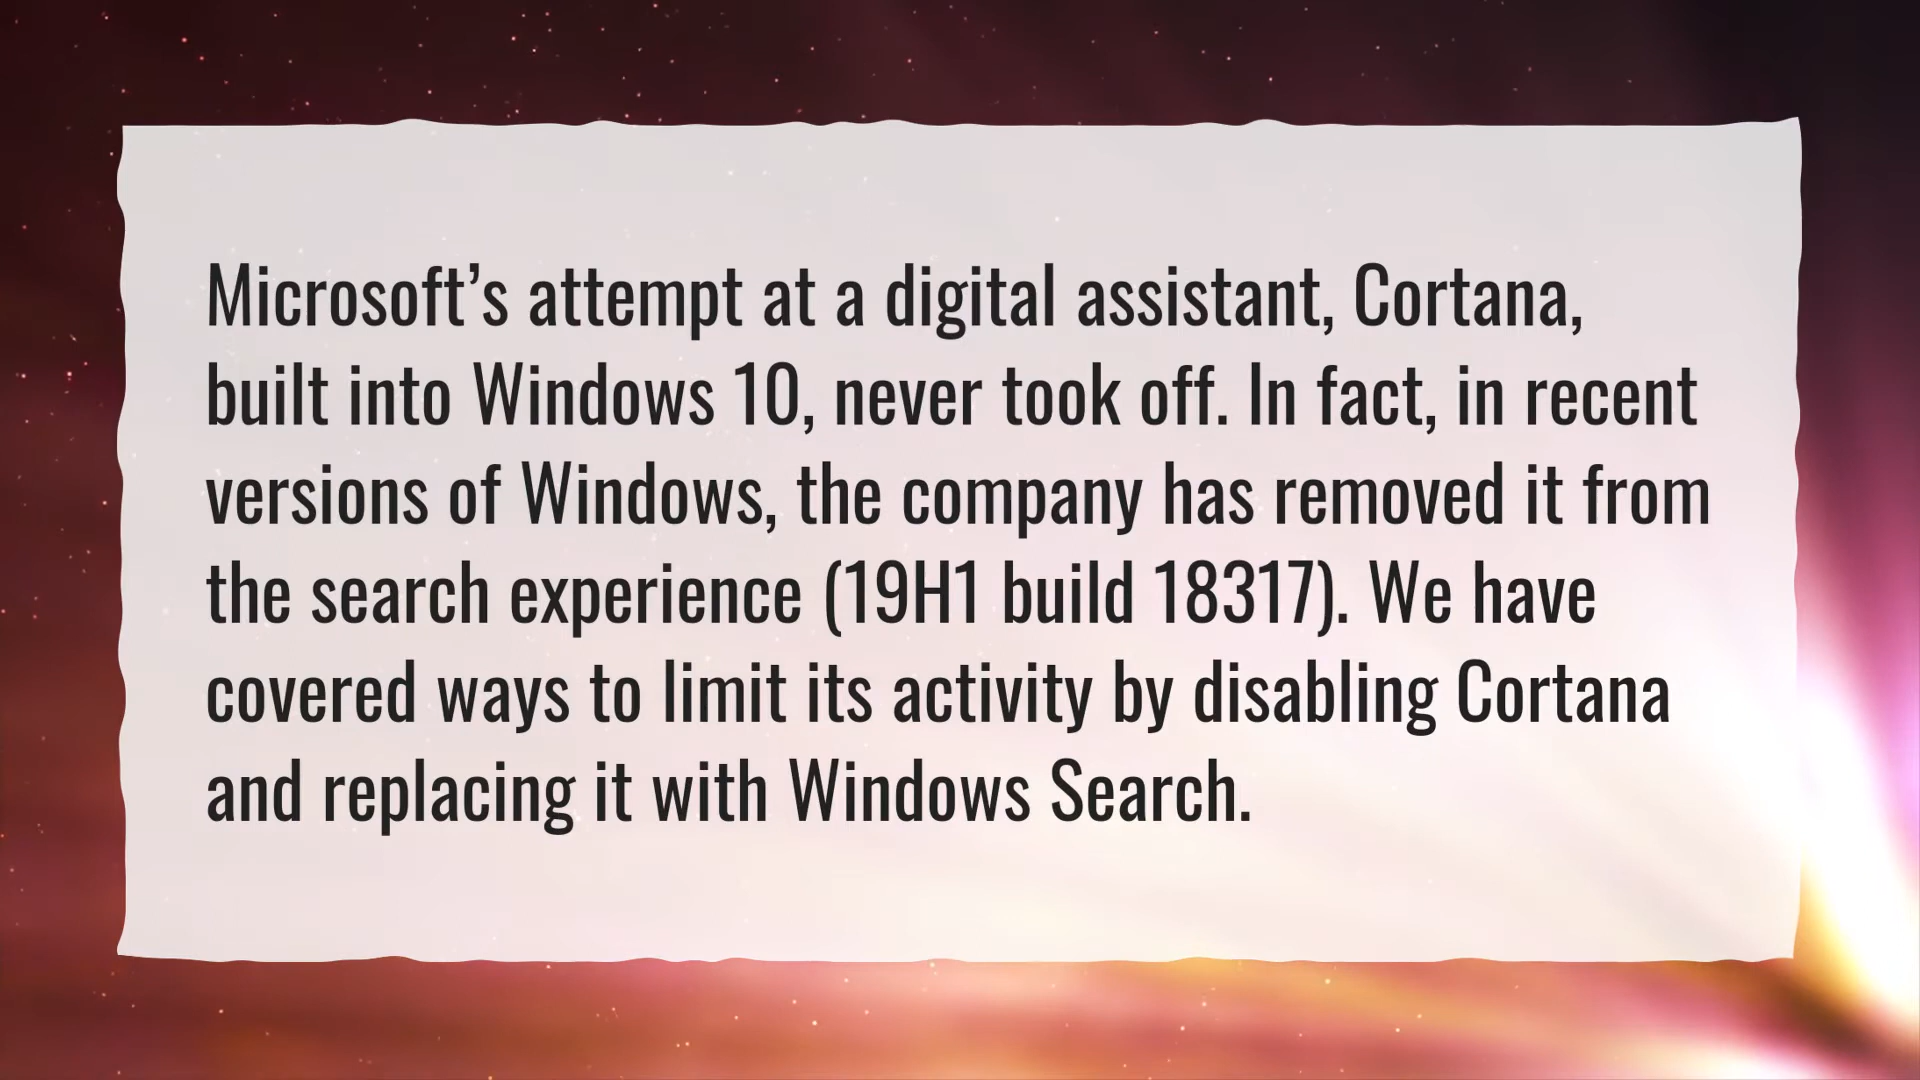 Microsoft’s attempt at a digital assistant, Cortana,
built into Windows 10, never took off. In fact, in recent
versions of Windows, the company has removed it from
the search experience (19H1 build 18317). We have
covered ways to limit its activity by disabling Cortana
and replacing it with Windows Search.